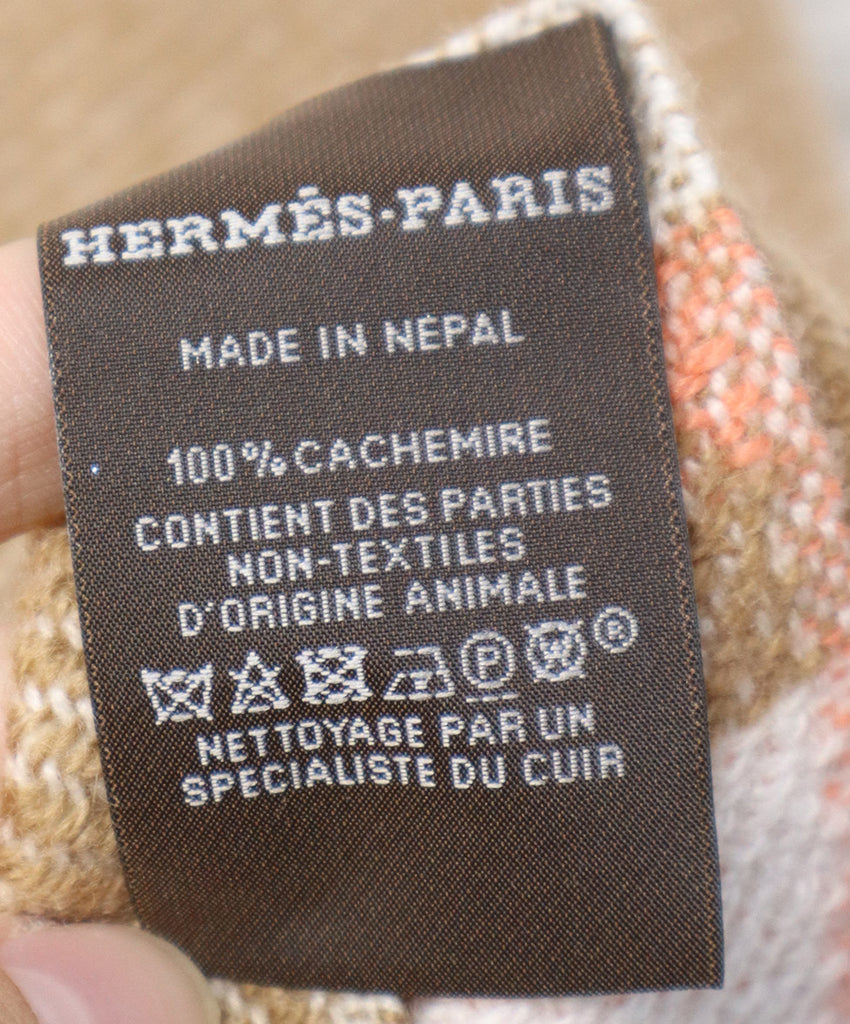 HERMÈS·PARIS
MADE IN NEPAL
100% CACHEMIRE
CONTIENT DES PARTIES
NON-TEXTILES
D'ORIGINE ANIMALE
P W ®
NETTOYAGE PAR UN
SPECIALISTE DU CUIR